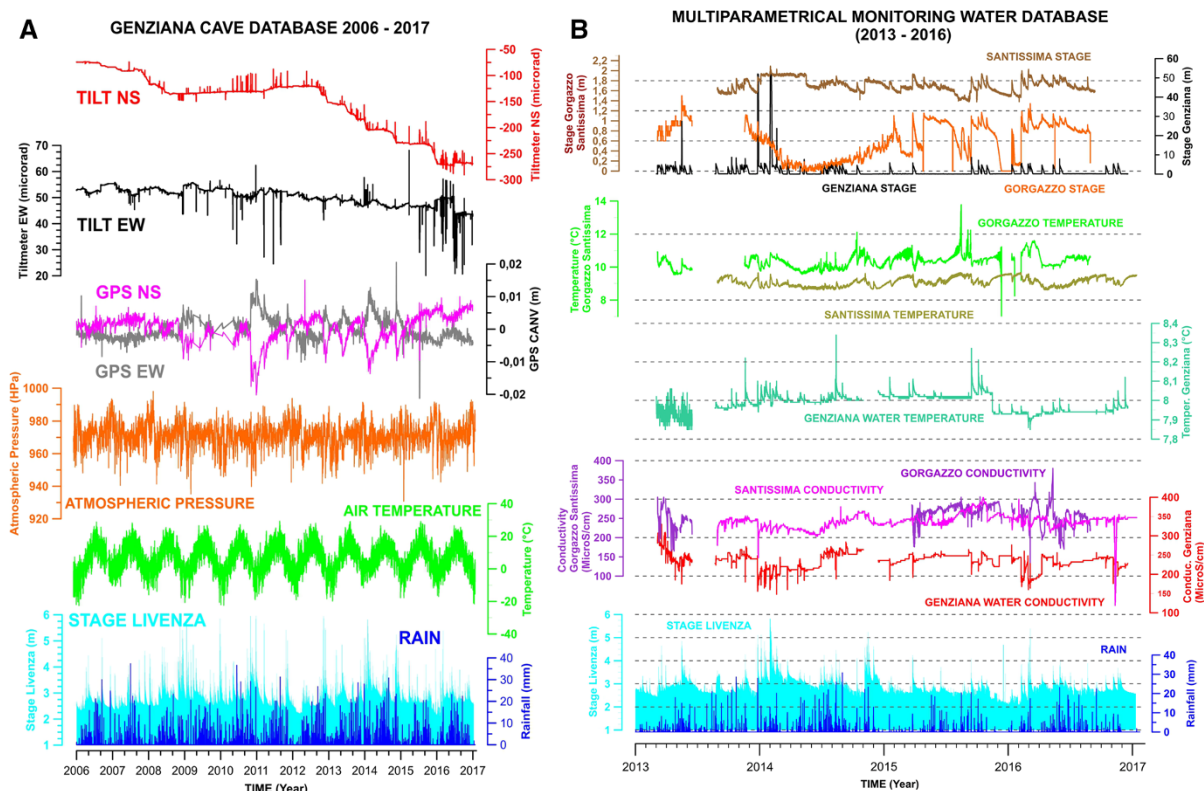 A
GENZIANA CAVE DATABASE 2006 - 2017
-50
-100
-150
-200
-250
-300
Tiltmeter NS (microrad)
TILT NS
70
60
50
40
30
20
Tiltmeter EW (microrad)
TILT EW
0,02
0,01
0
-0,01
-0,02
GPS CANV (m)
GPS NS
GPS EW
1000
980
960
940
920
Atmospheric Pressure (HPa)
ATMOSPHERIC PRESSURE
AIR TEMPERATURE
40
20
0
-20
-40
Temperature (°C)
STAGE LIVENZA
RAIN
6
5
4
3
2
1
Stage Livenza (m)
40
30
20
10
0
Rainfall (mm)
2006 2007 2008 2009 2010 2011 2012 2013 2014 2015 2016 2017
TIME (Year)
B
MULTIPARAMETRICAL MONITORING WATER DATABASE
(2013 - 2016)
SANTISSIMA STAGE
2,2
2
1,8
1,6
1,4
1,2
1
0,8
0,6
0,4
0,2
0
Stage Gorgazzo
Santissima (m)
60
50
40
30
20
10
0
Stage Genziana (m)
GENZIANA STAGE
GORGAZZO STAGE
14
12
10
8
Temperature (°C)
Gorgazzo Santissima
GORGAZZO TEMPERATURE
SANTISSIMA TEMPERATURE
8,4
8,3
8,2
8,1
8
7,9
7,8
Temper. Genziana (°C)
GENZIANA WATER TEMPERATURE
400
350
300
250
200
150
100
Conductivity
Gorgazzo Santissima
(MicroS/cm)
GORGAZZO CONDUCTIVITY
SANTISSIMA CONDUCTIVITY
400
350
300
250
200
150
100
Conduc. Genziana
(MicroS/cm)
GENZIANA WATER CONDUCTIVITY
STAGE LIVENZA
RAIN
6
5
4
3
2
1
Stage Livenza (m)
40
30
20
10
0
Rainfall (mm)
2013 2014 2015 2016 2017
TIME (Year)